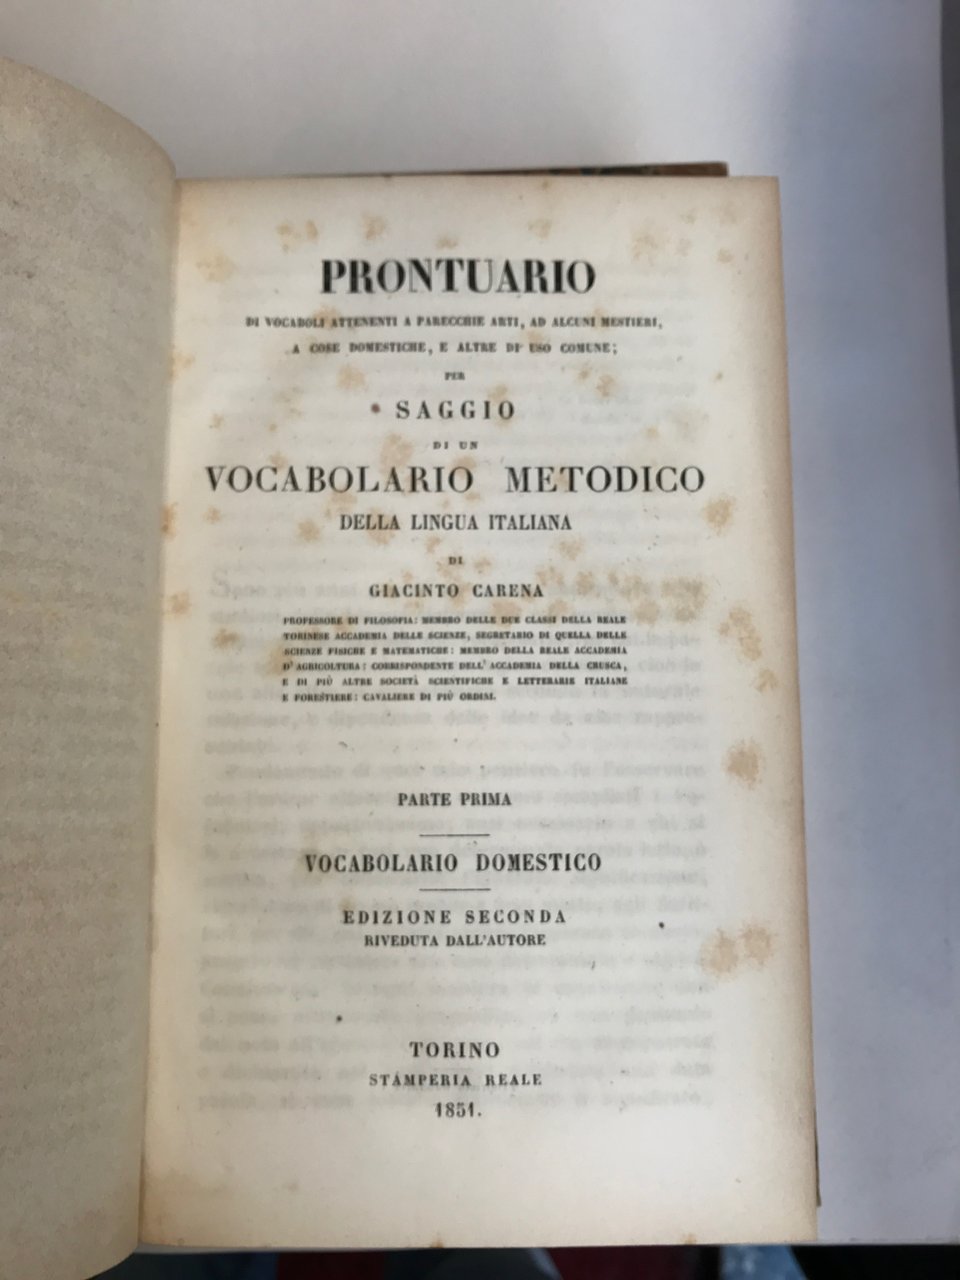 PRONTUARIO
DI VOCABOLI ATTENENTI A PARECCHIE ARTI, AD ALCUNI MESTIERI,
A COSE DOMESTICHE, E ALTRE DI USO COMUNE;
PER
SAGGIO
DI UN
VOCABOLARIO METODICO
DELLA LINGUA ITALIANA
DI
GIACINTO CARENA
PROFESSORE DI FILOSOFIA: MEMBRO DELLE DUE CLASSI DELLA REALE
TORINESE ACCADEMIA DELLE SCIENZE, SEGRETARIO DI QUELLA DELLE
SCIENZE FISICHE E MATEMATICHE: MEMBRO DELLA REALE ACCADEMIA
D'AGRICOLTURA: CORRISPONDENTE DELL'ACCADEMIA DELLA CRUSCA,
E DI PIÙ ALTRE SOCIETÀ SCIENTIFICHE E LETTERARIE ITALIANE
E FORESTIERE: CAVALIERE DI PIÙ ORDINI.
PARTE PRIMA
VOCABOLARIO DOMESTICO
EDIZIONE SECONDA
RIVEDUTA DALL'AUTORE
TORINO
STAMPERIA REALE
1851.